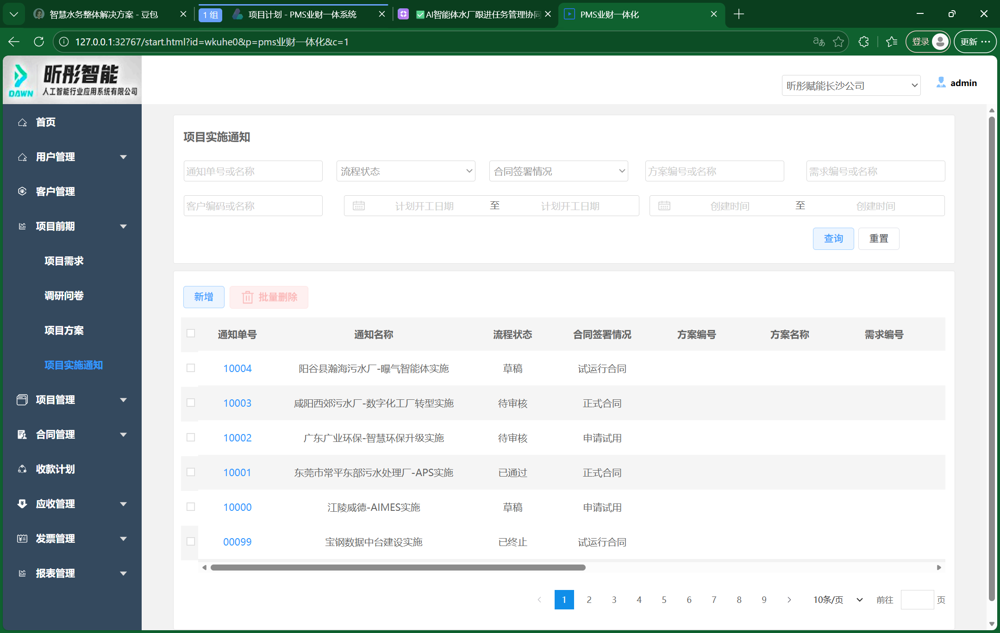 智慧水务整体解决方案 - 豆包
1 组
项目计划 - PMS业财一体系统
AI智能体水厂跟进任务管理协同
PMS业财一体化
127.0.0.1:32767/start.html?id=wkuhe0&p=pms业财一体化&c=1
登录
更新
DAWN
昕彤智能
人工智能行业应用系统有限公司
昕彤赋能长沙公司
admin
首页
用户管理
客户管理
项目前期
项目需求
调研问卷
项目方案
项目实施通知
项目管理
合同管理
收款计划
应收管理
发票管理
报表管理
项目实施通知
通知单号或名称 流程状态 合同签署情况 方案编号或名称 需求编号或名称
客户编码或名称 计划开工日期 至 计划开工日期 创建时间 至 创建时间
查询 重置
新增 批量删除
通知单号 通知名称 流程状态 合同签署情况 方案编号 方案名称 需求编号
10004 阳谷县瀚海污水厂-曝气智能体实施 草稿 试运行合同
10003 咸阳西郊污水厂-数字化工厂转型实施 待审核 正式合同
10002 广东广业环保-智慧环保升级实施 待审核 申请试用
10001 东莞市常平东部污水处理厂-APS实施 已通过 正式合同
10000 江陵威德-AIMES实施 草稿 申请试用
00099 宝钢数据中台建设实施 已终止 试运行合同
1 2 3 4 5 6 7 8 9 10条/页 前往 页